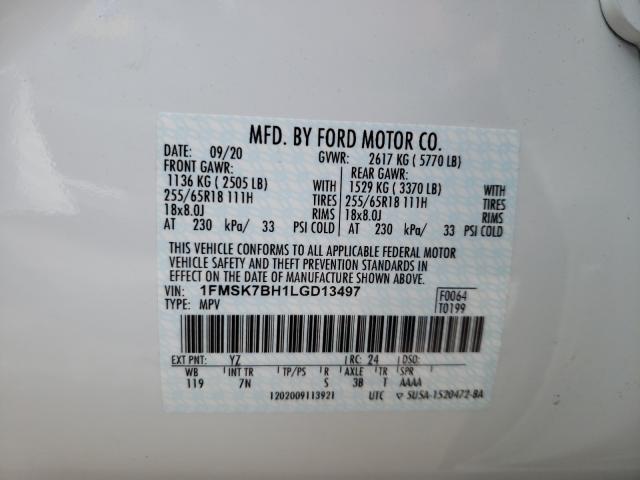 MFD. BY FORD MOTOR CO.
DATE: 09/20 GVWR: 2617 KG ( 5770 LB)
FRONT GAWR: REAR GAWR:
1136 KG ( 2505 LB) WITH 1529 KG ( 3370 LB) WITH
255/65R18 111H TIRES 255/65R18 111H TIRES
18x8.0J RIMS 18x8.0J RIMS
AT 230 kPa/ 33 PSI COLD AT 230 kPa/ 33 PSI COLD
THIS VEHICLE CONFORMS TO ALL APPLICABLE FEDERAL MOTOR
VEHICLE SAFETY AND THEFT PREVENTION STANDARDS IN
EFFECT ON THE DATE OF MANUFACTURE SHOWN ABOVE.
VIN: 1FMSK7BH1LGD13497 F0064
TYPE: MPV T0199
EXT PNT: YZ RC: 24 DSO:
WB INT TR TP/PS R AXLE TR SPR
119 7N S 3B T AAAA
1202009113921 UTC ▽ SU5A-1520472-BA